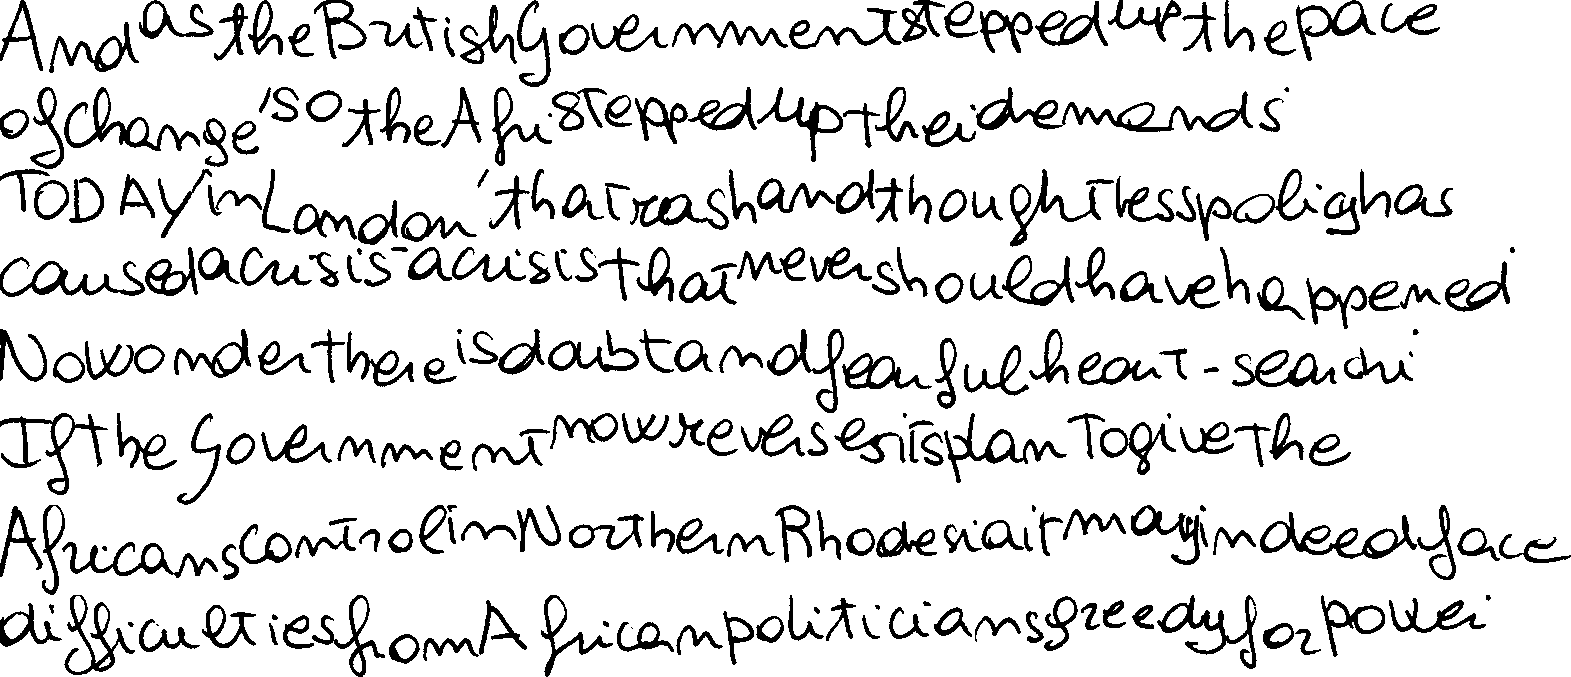 And as the British Government stepped up the pace
of change, so the Afri stepped up thei demands
TODAY, in London, that rash and thoughtless poligh has
caused a crisis - a crisis that never should have happened
No wonder there is doubt and fearful heart-searchi
If the Government now reverses its plan to give the
Africans control in Northern Rhodesia it may indeed face
difficulties from African politicians greedy for power